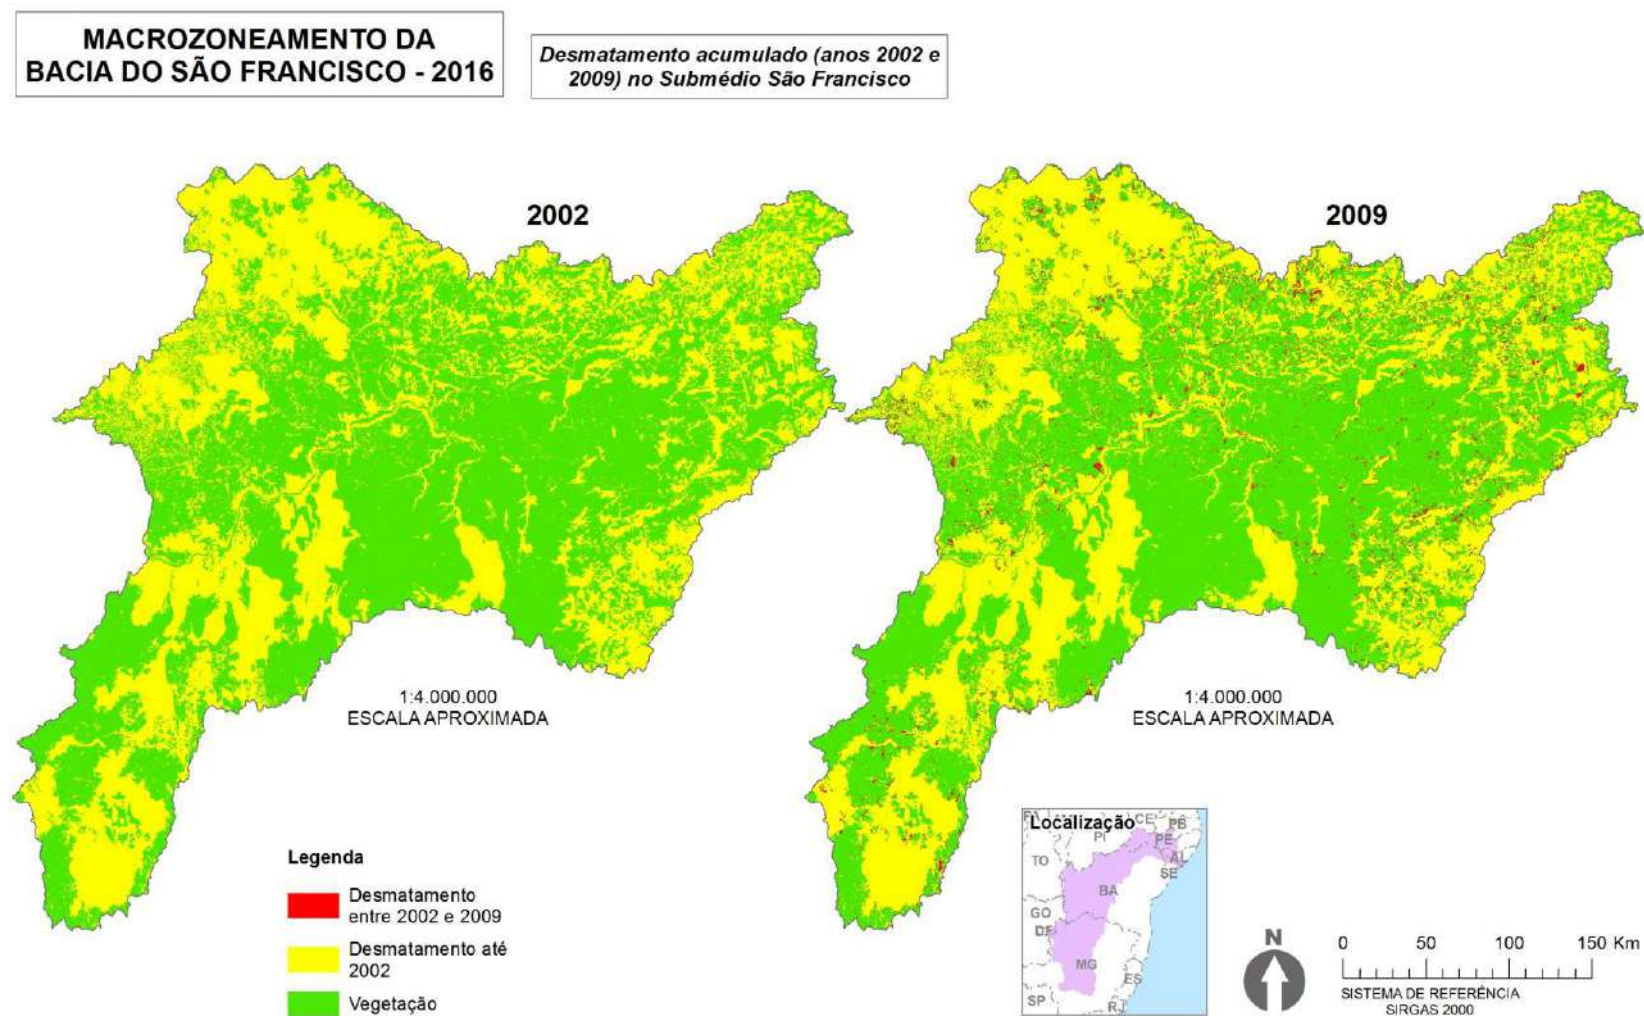 MACROZONEAMENTO DA
BACIA DO SÃO FRANCISCO - 2016
Desmatamento acumulado (anos 2002 e
2009) no Submédio São Francisco
2002
2009
1:4.000.000
ESCALA APROXIMADA
1:4.000.000
ESCALA APROXIMADA
Legenda
Desmatamento
entre 2002 e 2009
Desmatamento até
2002
Vegetação
Localização
CE
PB
PI
PE
TO
AL
SE
BA
GO
DF
MG
ES
SP
RJ
N
0 50 100 150 Km
SISTEMA DE REFERÊNCIA
SIRGAS 2000